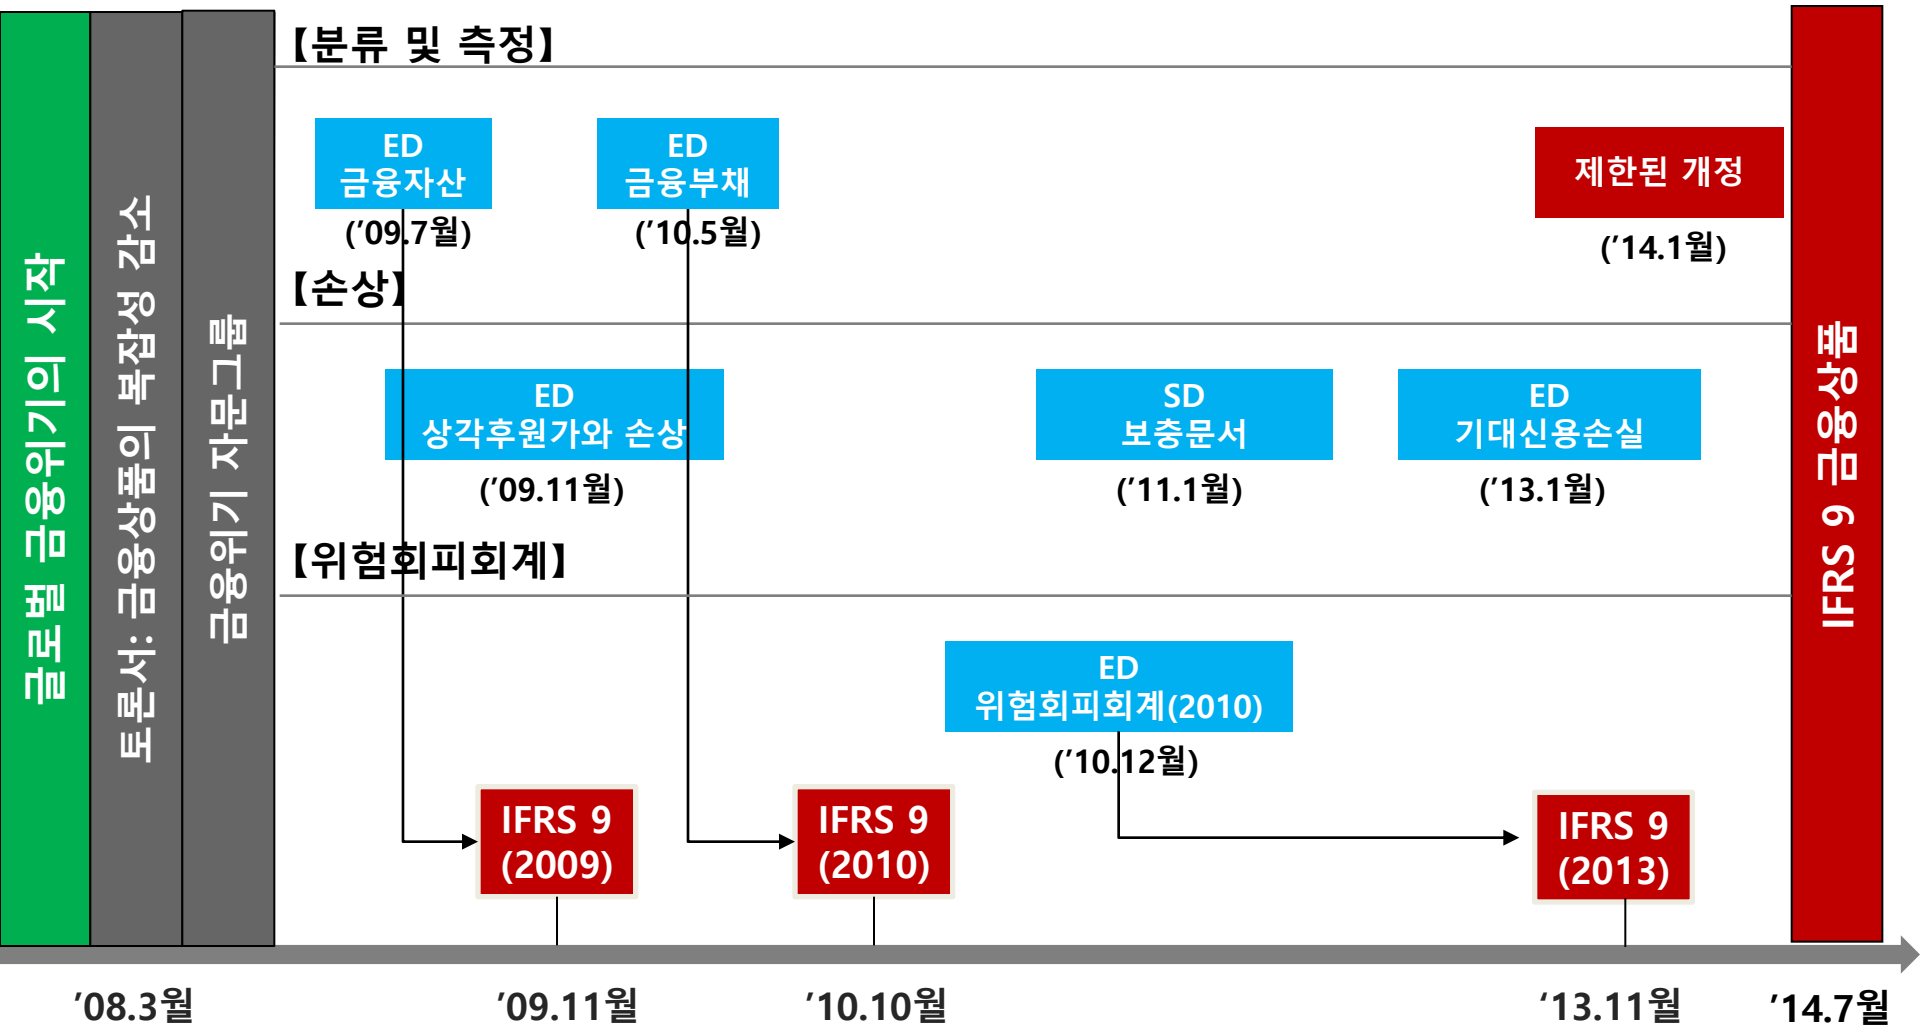 글로벌 금융위기의 시작
토론서: 금융상품의 복잡성 감소
금융위기 자문그룹
【분류 및 측정】
ED
금융자산
(’09.7월)
ED
금융부채
(’10.5월)
제한된 개정
(’14.1월)
【손상】
ED
상각후원가와 손상
(’09.11월)
SD
보충문서
(’11.1월)
ED
기대신용손실
(’13.1월)
【위험회피회계】
ED
위험회피회계(2010)
(’10.12월)
IFRS 9
(2009)
IFRS 9
(2010)
IFRS 9
(2013)
IFRS 9 금융상품
’08.3월
’09.11월
’10.10월
‘13.11월
’14.7월